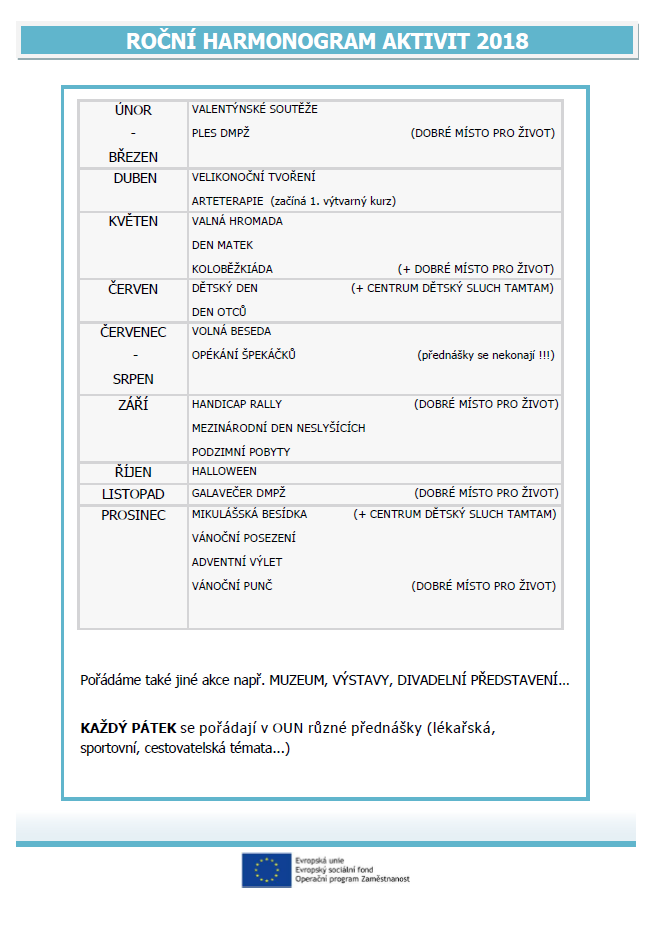 ROČNÍ HARMONOGRAM AKTIVIT 2018
ÚNOR VALENTÝNSKÉ SOUTĚŽE
- PLES DMPŽ (DOBRÉ MÍSTO PRO ŽIVOT)
BŘEZEN
DUBEN VELIKONOČNÍ TVOŘENÍ
ARTETERAPIE (začíná 1. výtvarný kurz)
KVĚTEN VALNÁ HROMADA
DEN MATEK
KOLOBĚŽKIÁDA (+ DOBRÉ MÍSTO PRO ŽIVOT)
ČERVEN DĚTSKÝ DEN (+ CENTRUM DĚTSKÝ SLUCH TAMTAM)
DEN OTCŮ
ČERVENEC VOLNÁ BESEDA
- OPÉKÁNÍ ŠPEKÁČKŮ (přednášky se nekonají !!!)
SRPEN
ZÁŘÍ HANDICAP RALLY (DOBRÉ MÍSTO PRO ŽIVOT)
MEZINÁRODNÍ DEN NESLYŠÍCÍCH
PODZIMNÍ POBYTY
ŘÍJEN HALLOWEEN
LISTOPAD GALAVEČER DMPŽ (DOBRÉ MÍSTO PRO ŽIVOT)
PROSINEC MIKULÁŠSKÁ BESÍDKA (+ CENTRUM DĚTSKÝ SLUCH TAMTAM)
VÁNOČNÍ POSEZENÍ
ADVENTNÍ VÝLET
VÁNOČNÍ PUNČ (DOBRÉ MÍSTO PRO ŽIVOT)
Pořádáme také jiné akce např. MUZEUM, VÝSTAVY, DIVADELNÍ PŘEDSTAVENÍ...
KAŽDÝ PÁTEK se pořádají v OUN různé přednášky (lékařská,
sportovní, cestovatelská témata...)
Evropská unie
Evropský sociální fond
Operační program Zaměstnanost